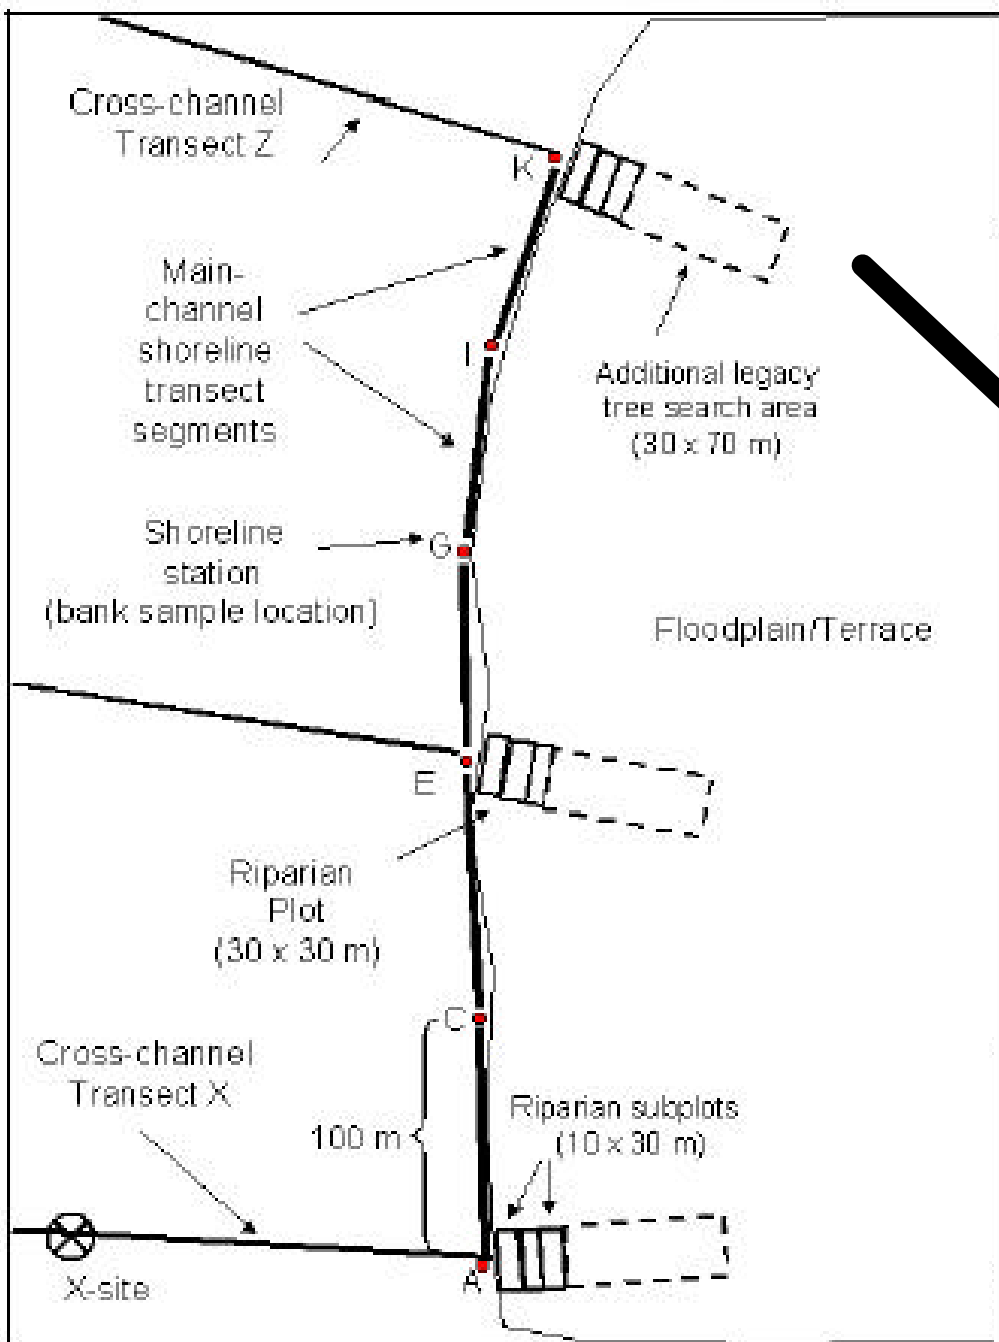 Cross-channel
Transect Z
K
Main-
channel
shoreline
transect
segments
I
Additional legacy
tree search area
(30 x 70 m)
Shoreline
station
(bank sample location]
G
Floodplain/Terrace
E
Riparian
Plot
(30 x 30 m)
C
Cross-channel
Transect X
100 m
Riparian subplots
(10 x 30 m)
A
X-site